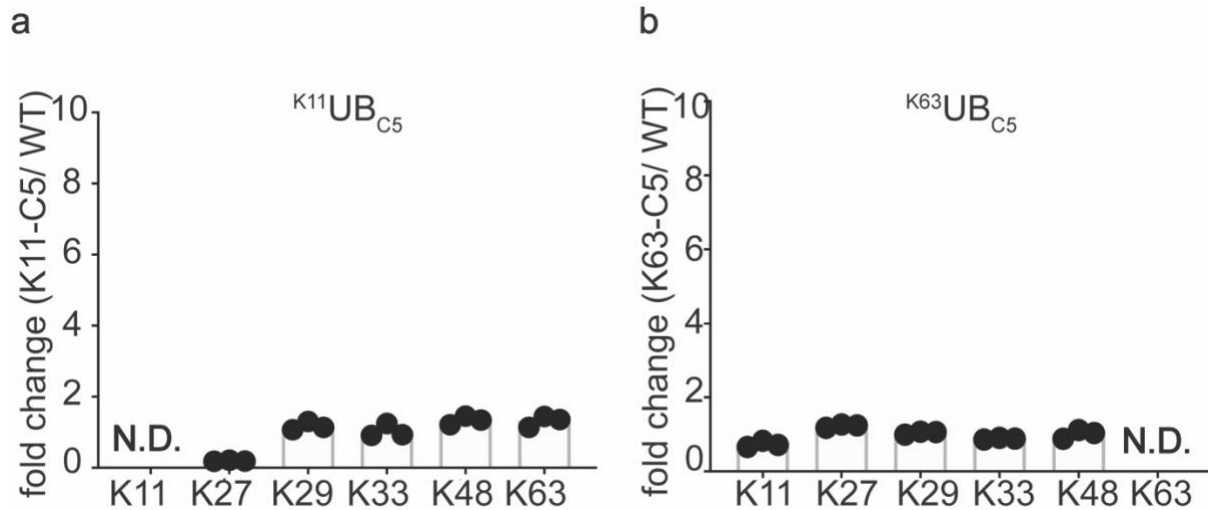 a
fold change (K11-C5/ WT)
K11UBC5
10
8
6
4
2
0
N.D.
K11 K27 K29 K33 K48 K63
b
fold change (K63-C5/ WT)
K63UBC5
10
8
6
4
2
0
N.D.
K11 K27 K29 K33 K48 K63